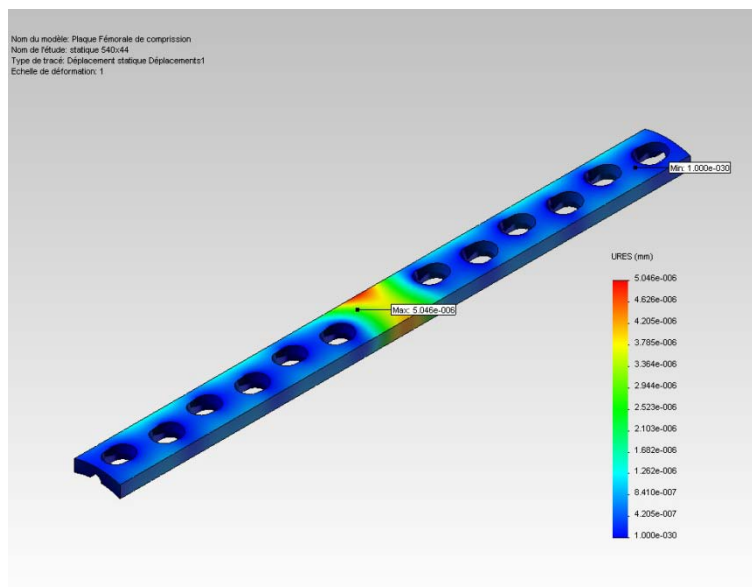 Nom du modèle: Plaque Fémorale de comprission
Nom de l'étude: statique 540x44
Type de tracé: Déplacement statique Déplacements1
Echelle de déformation: 1
Min: 1.000e-030
URES (mm)
5.046e-006
Max: 5.046e-006
4.626e-006
4.205e-006
3.785e-006
3.364e-006
2.944e-006
2.523e-006
2.103e-006
1.682e-006
1.262e-006
8.410e-007
4.205e-007
1.000e-030